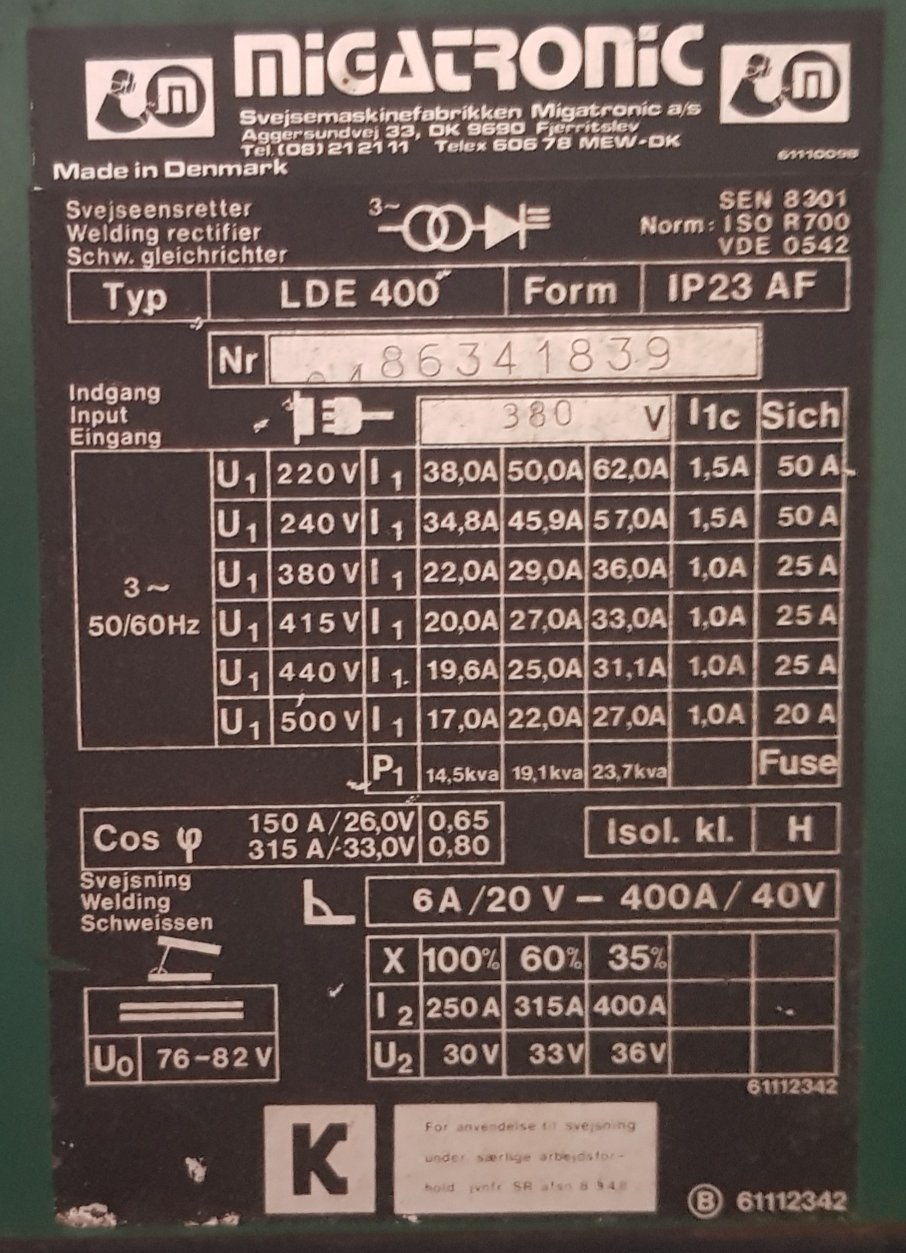 MIGATRONIC
Svejsemaskinefabrikken Migatronic a/s
Aggersundvej 33, DK 9690 Fjerritslev
Tel. (08) 21 21 11 Telex 606 78 MEW-DK
61110098
Made in Denmark
Svejseensretter
Welding rectifier
Schw. gleichrichter
3~
SEN 8301
Norm: ISO R700
VDE 0542
Typ LDE 400 Form IP23 AF
Nr 86341839
Indgang
Input
Eingang
380 V I1c Sich
U1 220 V I1 38,0A 50,0A 62,0A 1,5A 50 A
U1 240 V I1 34,8A 45,9A 57,0A 1,5A 50 A
U1 380 V I1 22,0A 29,0A 36,0A 1,0A 25 A
3~
50/60Hz
U1 415 V I1 20,0A 27,0A 33,0A 1,0A 25 A
U1 440 V I1 19,6A 25,0A 31,1A 1,0A 25 A
U1 500 V I1 17,0A 22,0A 27,0A 1,0A 20 A
P1 14,5kva 19,1kva 23,7kva Fuse
Cos φ 150 A/26,0V 0,65
315 A/33,0V 0,80
Isol. kl. H
Svejsning
Welding
Schweissen
6A/20 V – 400A/40V
X 100% 60% 35%
I2 250A 315A 400A
U0 76-82 V
U2 30V 33V 36V
61112342
K
For anvendelse til svejsning
under særlige arbejdsfor-
hold SR
B 61112342